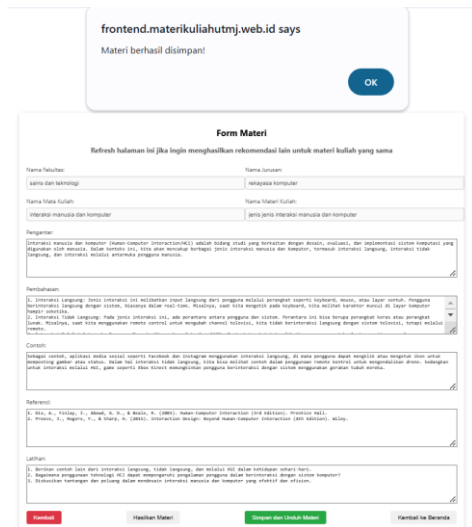 frontend.materikuliahutmj.web.id says
Materi berhasil disimpan!
OK
Form Materi
Refresh halaman ini jika ingin menghasilkan rekomendasi lain untuk materi kuliah yang sama
Nama Fakultas:
Nama Jurusan:
sains dan teknologi
rekayasa komputer
Nama Mata Kuliah:
Nama Materi Kuliah:
interaksi manusia dan komputer
jenis jenis interaksi manusia dan komputer
Pengantar:
Interaksi manusia dan komputer (Human-Computer Interaction/HCI) adalah bidang studi yang berkaitan dengan desain, evaluasi, dan implementasi sistem komputasi yang
digunakan oleh manusia. Dalam konteks ini, kita akan mencakup berbagai jenis interaksi manusia dan komputer, termasuk interaksi langsung, interaksi tidak
langsung, dan interaksi melalui antarmuka pengguna manusia.
Pembahasan:
1. Interaksi Langsung: Jenis interaksi ini melibatkan input langsung dari pengguna melalui perangkat seperti keyboard, mouse, atau layar sentuh. Pengguna
berinteraksi langsung dengan sistem, biasanya dalam real-time. Misalnya, saat kita mengetik pada keyboard, kita melihat karakter muncul di layar komputer
hampir seketika.
2. Interaksi Tidak Langsung: Pada jenis interaksi ini, ada perantara antara pengguna dan sistem. Perantara ini bisa berupa perangkat keras atau perangkat
lunak. Misalnya, saat kita menggunakan remote control untuk mengubah channel televisi, kita tidak berinteraksi langsung dengan sistem televisi, tetapi melalui
remote.
Contoh:
Sebagai contoh, aplikasi media sosial seperti Facebook dan Instagram menggunakan interaksi langsung, di mana pengguna dapat mengklik atau mengetuk ikon untuk
memposting gambar atau status. Dalam hal interaksi tidak langsung, kita bisa melihat contoh dalam penggunaan remote kontrol untuk mengendalikan drone. Sedangkan
untuk interaksi melalui HGI, game seperti Xbox Kinect memungkinkan pengguna berinteraksi dengan sistem menggunakan gerakan tubuh mereka.
Referensi:
1. Dix, A., Finlay, J., Abowd, G. D., & Beale, R. (2003). Human-Computer Interaction (3rd Edition). Prentice Hall.
2. Preece, J., Rogers, Y., & Sharp, H. (2015). Interaction Design: Beyond Human-Computer Interaction (4th Edition). Wiley.
Latihan:
1. Berikan contoh lain dari interaksi langsung, tidak langsung, dan melalui HGI dalam kehidupan sehari-hari.
2. Bagaimana penggunaan teknologi HCI dapat mempengaruhi pengalaman pengguna dalam berinteraksi dengan sistem komputer?
3. Diskusikan tantangan dan peluang dalam mendesain interaksi manusia dan komputer yang efektif dan efisien.
Kembali
Hasilkan Materi
Simpan dan Unduh Materi
Kembali ke Beranda